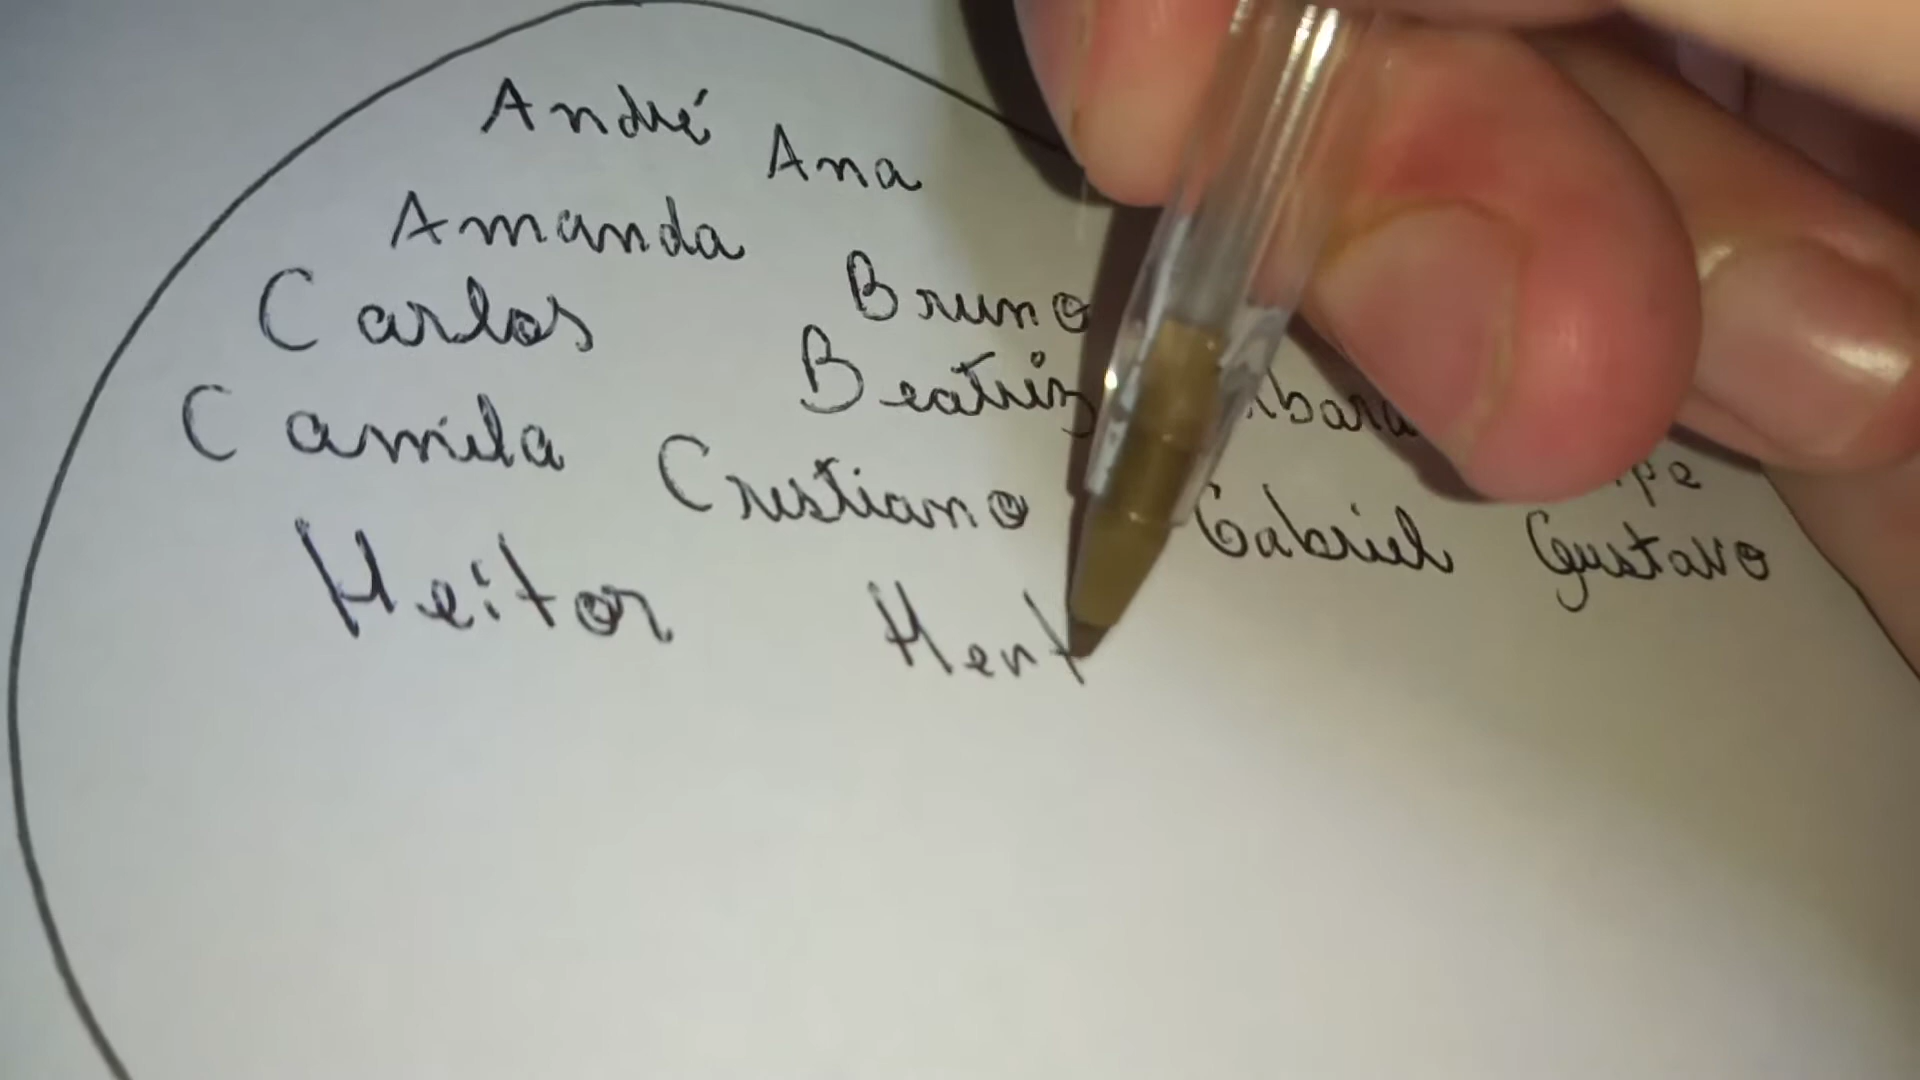 André Ana
Amanda
Carlos Bruno
Beatriz
Camila Cristiano Gabriel Gustavo
Heitor